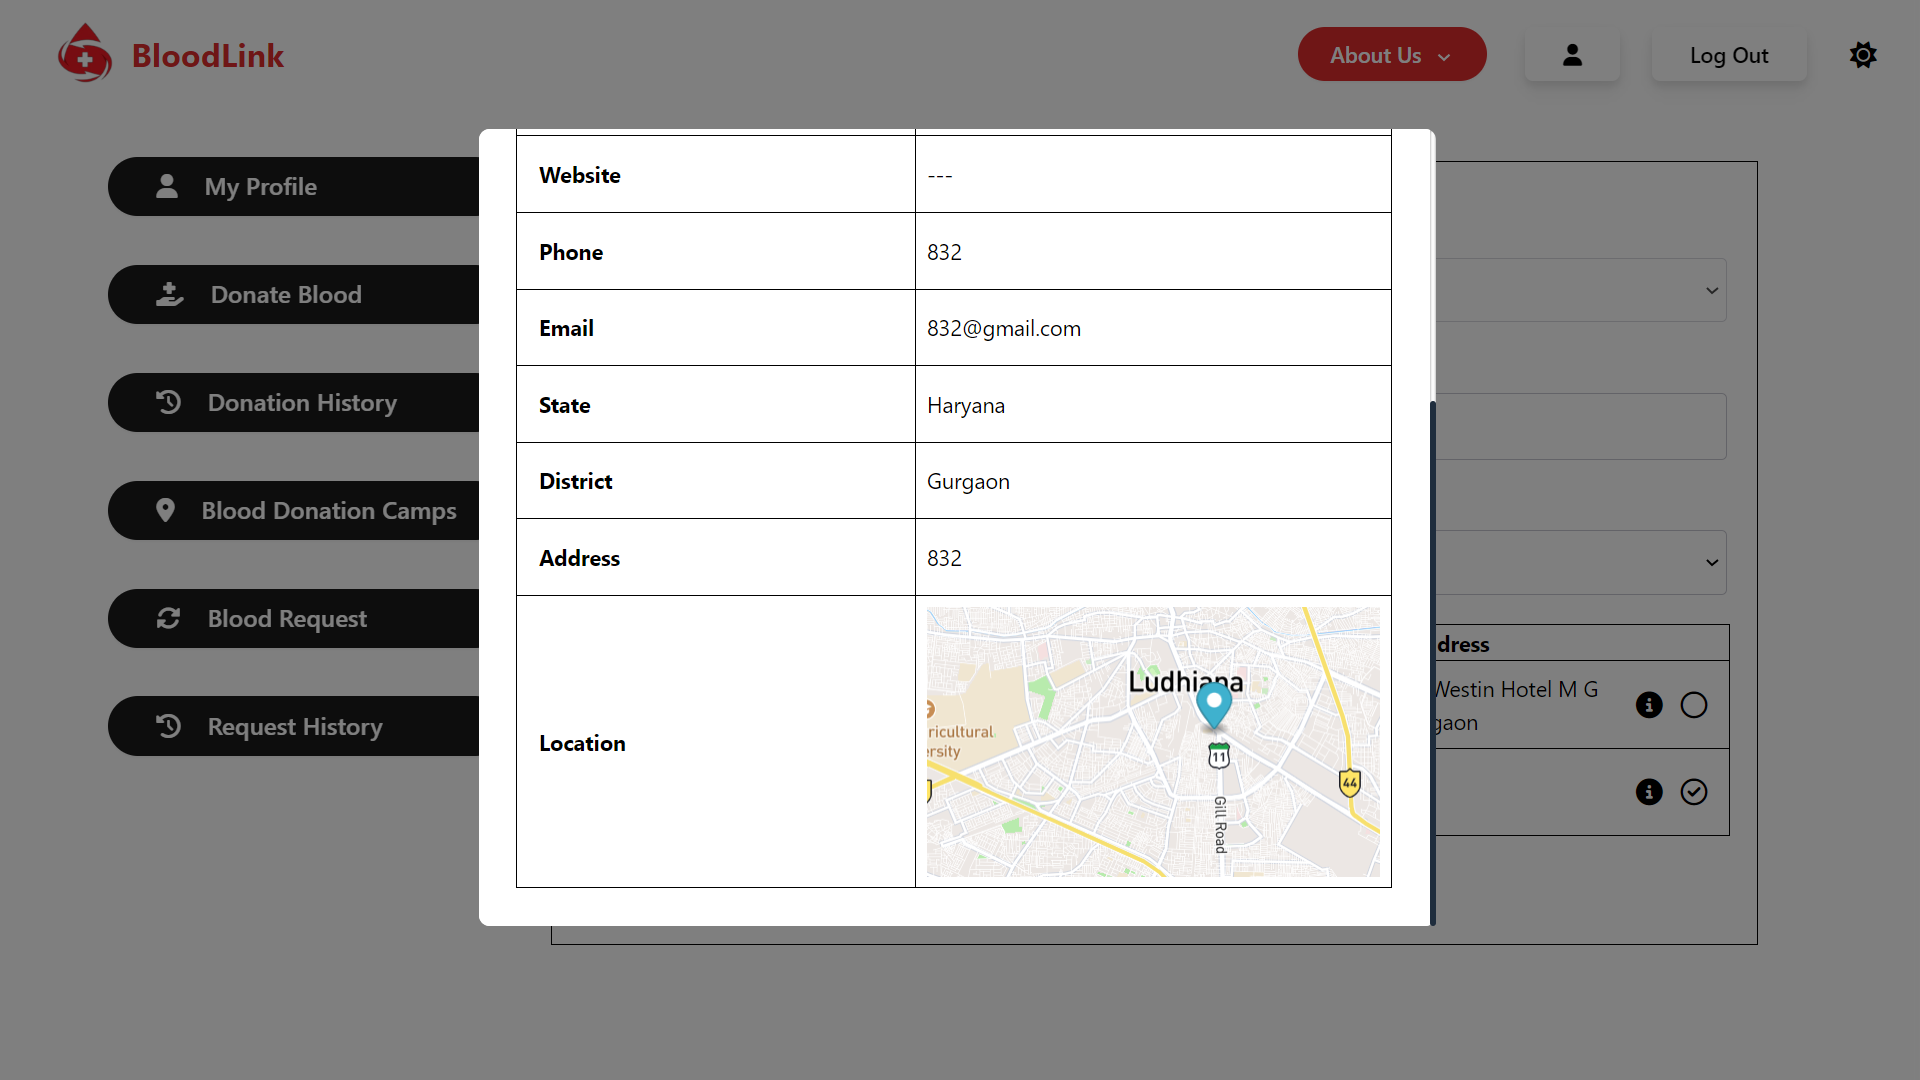 BloodLink
About Us
Log Out
My Profile
Donate Blood
Donation History
Blood Donation Camps
Blood Request
Request History
Website ---
Phone 832
Email 832@gmail.com
State Haryana
District Gurgaon
Address 832
Location
Ludhiana
ricultural
ersity
11
44
Gill Road
dress
Westin Hotel M G
gaon